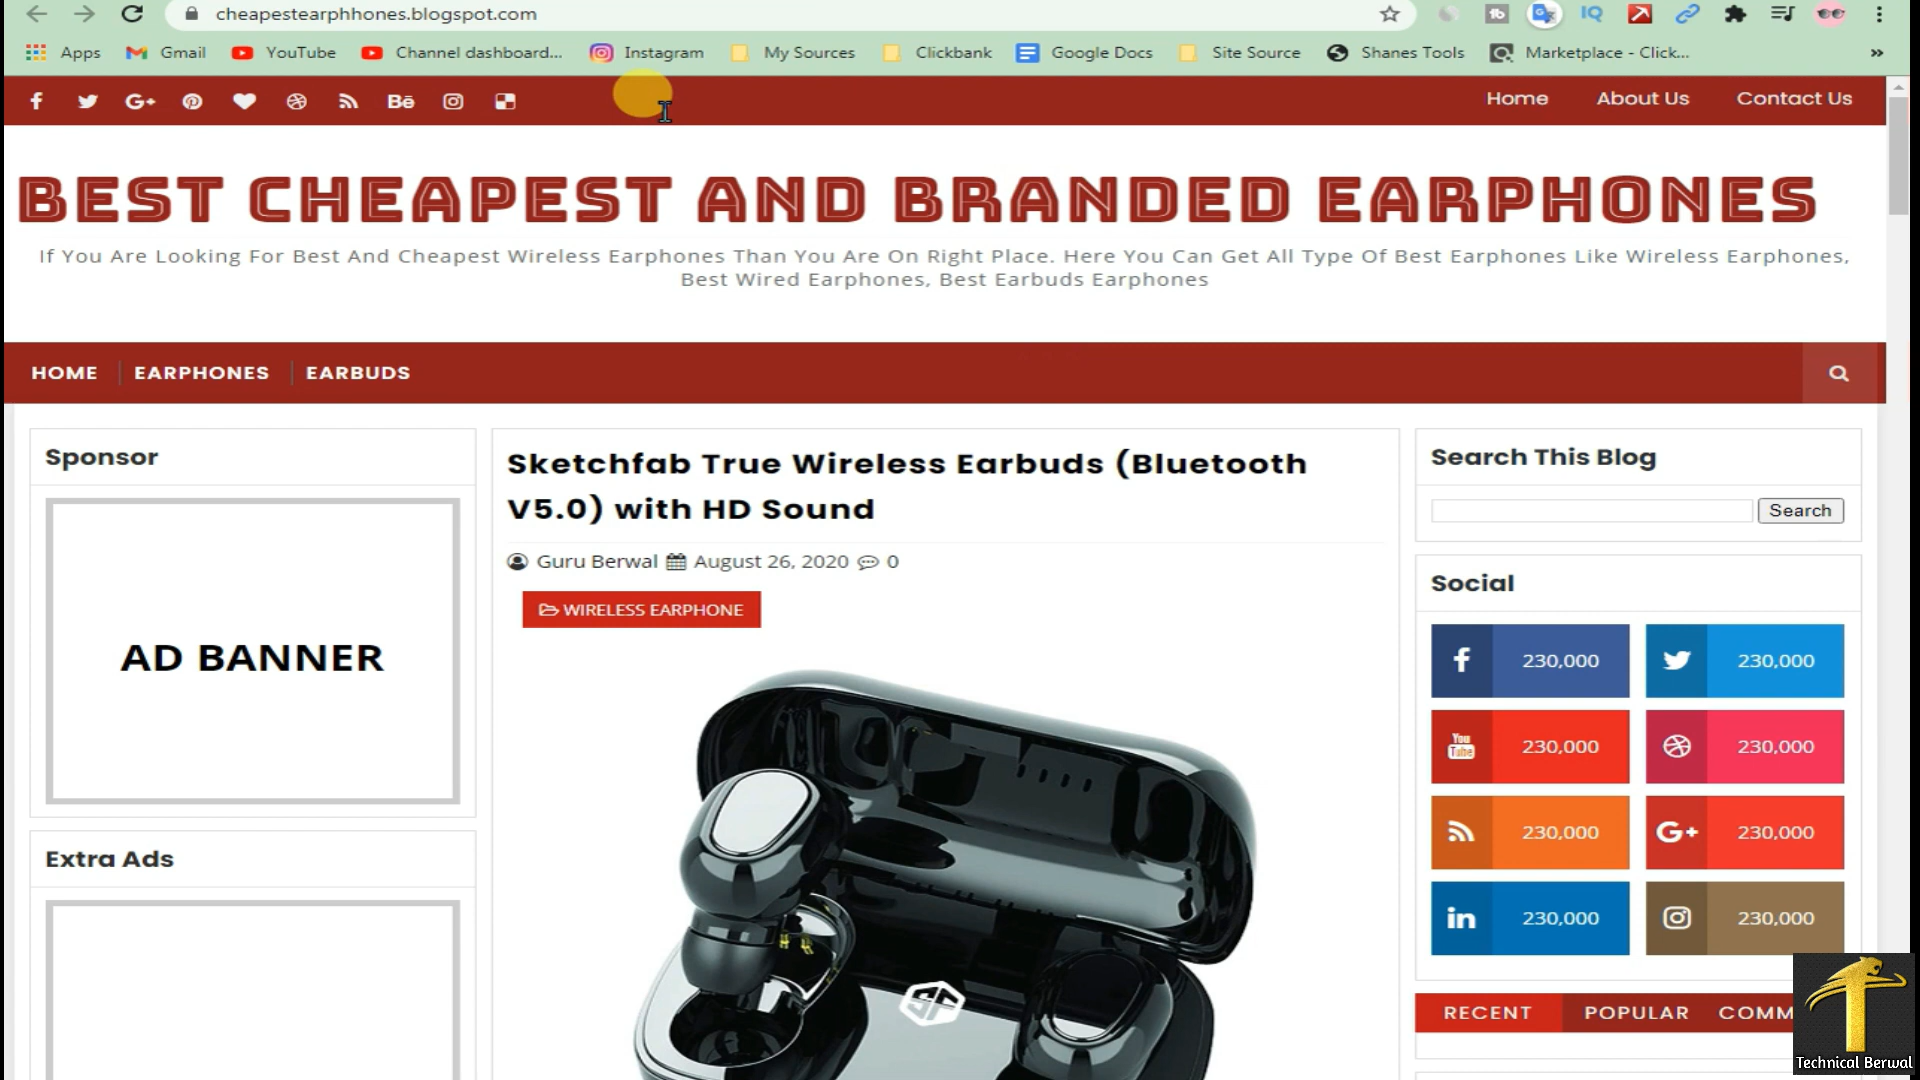 cheapestearphhones.blogspot.com
Apps Gmail YouTube Channel dashboard... Instagram My Sources Clickbank Google Docs Site Source Shanes Tools Marketplace - Click... »
Home About Us Contact Us
BEST CHEAPEST AND BRANDED EARPHONES
If You Are Looking For Best And Cheapest Wireless Earphones Than You Are On Right Place. Here You Can Get All Type Of Best Earphones Like Wireless Earphones,
Best Wired Earphones, Best Earbuds Earphones
HOME EARPHONES EARBUDS
Sponsor
AD BANNER
Extra Ads
Sketchfab True Wireless Earbuds (Bluetooth
V5.0) with HD Sound
Guru Berwal August 26, 2020 0
WIRELESS EARPHONE
SF
Search This Blog
Search
Social
230,000 230,000
You Tube 230,000 230,000
230,000 G+ 230,000
in 230,000 230,000
RECENT POPULAR COMM
Technical Berwal